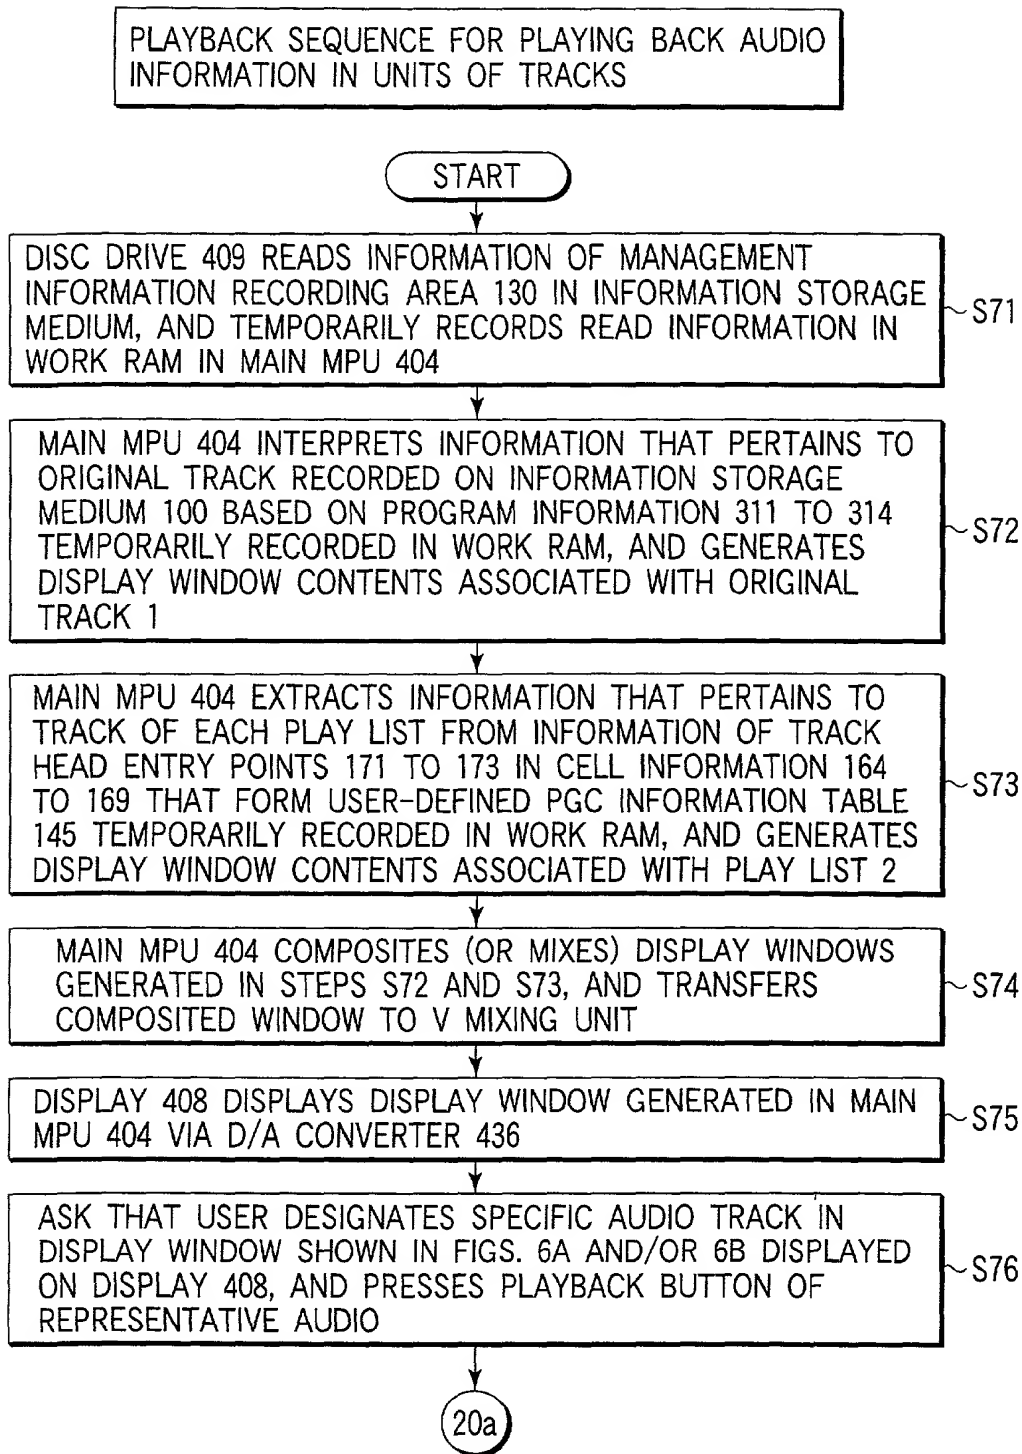 PLAYBACK SEQUENCE FOR PLAYING BACK AUDIO
INFORMATION IN UNITS OF TRACKS
START
DISC DRIVE 409 READS INFORMATION OF MANAGEMENT
INFORMATION RECORDING AREA 130 IN INFORMATION STORAGE
MEDIUM, AND TEMPORARILY RECORDS READ INFORMATION IN
WORK RAM IN MAIN MPU 404
S71
MAIN MPU 404 INTERPRETS INFORMATION THAT PERTAINS TO
ORIGINAL TRACK RECORDED ON INFORMATION STORAGE
MEDIUM 100 BASED ON PROGRAM INFORMATION 311 TO 314
TEMPORARILY RECORDED IN WORK RAM, AND GENERATES
DISPLAY WINDOW CONTENTS ASSOCIATED WITH ORIGINAL
TRACK 1
S72
MAIN MPU 404 EXTRACTS INFORMATION THAT PERTAINS TO
TRACK OF EACH PLAY LIST FROM INFORMATION OF TRACK
HEAD ENTRY POINTS 171 TO 173 IN CELL INFORMATION 164
TO 169 THAT FORM USER-DEFINED PGC INFORMATION TABLE
145 TEMPORARILY RECORDED IN WORK RAM, AND GENERATES
DISPLAY WINDOW CONTENTS ASSOCIATED WITH PLAY LIST 2
S73
MAIN MPU 404 COMPOSITES (OR MIXES) DISPLAY WINDOWS
GENERATED IN STEPS S72 AND S73, AND TRANSFERS
COMPOSITED WINDOW TO V MIXING UNIT
S74
DISPLAY 408 DISPLAYS DISPLAY WINDOW GENERATED IN MAIN
MPU 404 VIA D/A CONVERTER 436
S75
ASK THAT USER DESIGNATES SPECIFIC AUDIO TRACK IN
DISPLAY WINDOW SHOWN IN FIGS. 6A AND/OR 6B DISPLAYED
ON DISPLAY 408, AND PRESSES PLAYBACK BUTTON OF
REPRESENTATIVE AUDIO
S76
20a